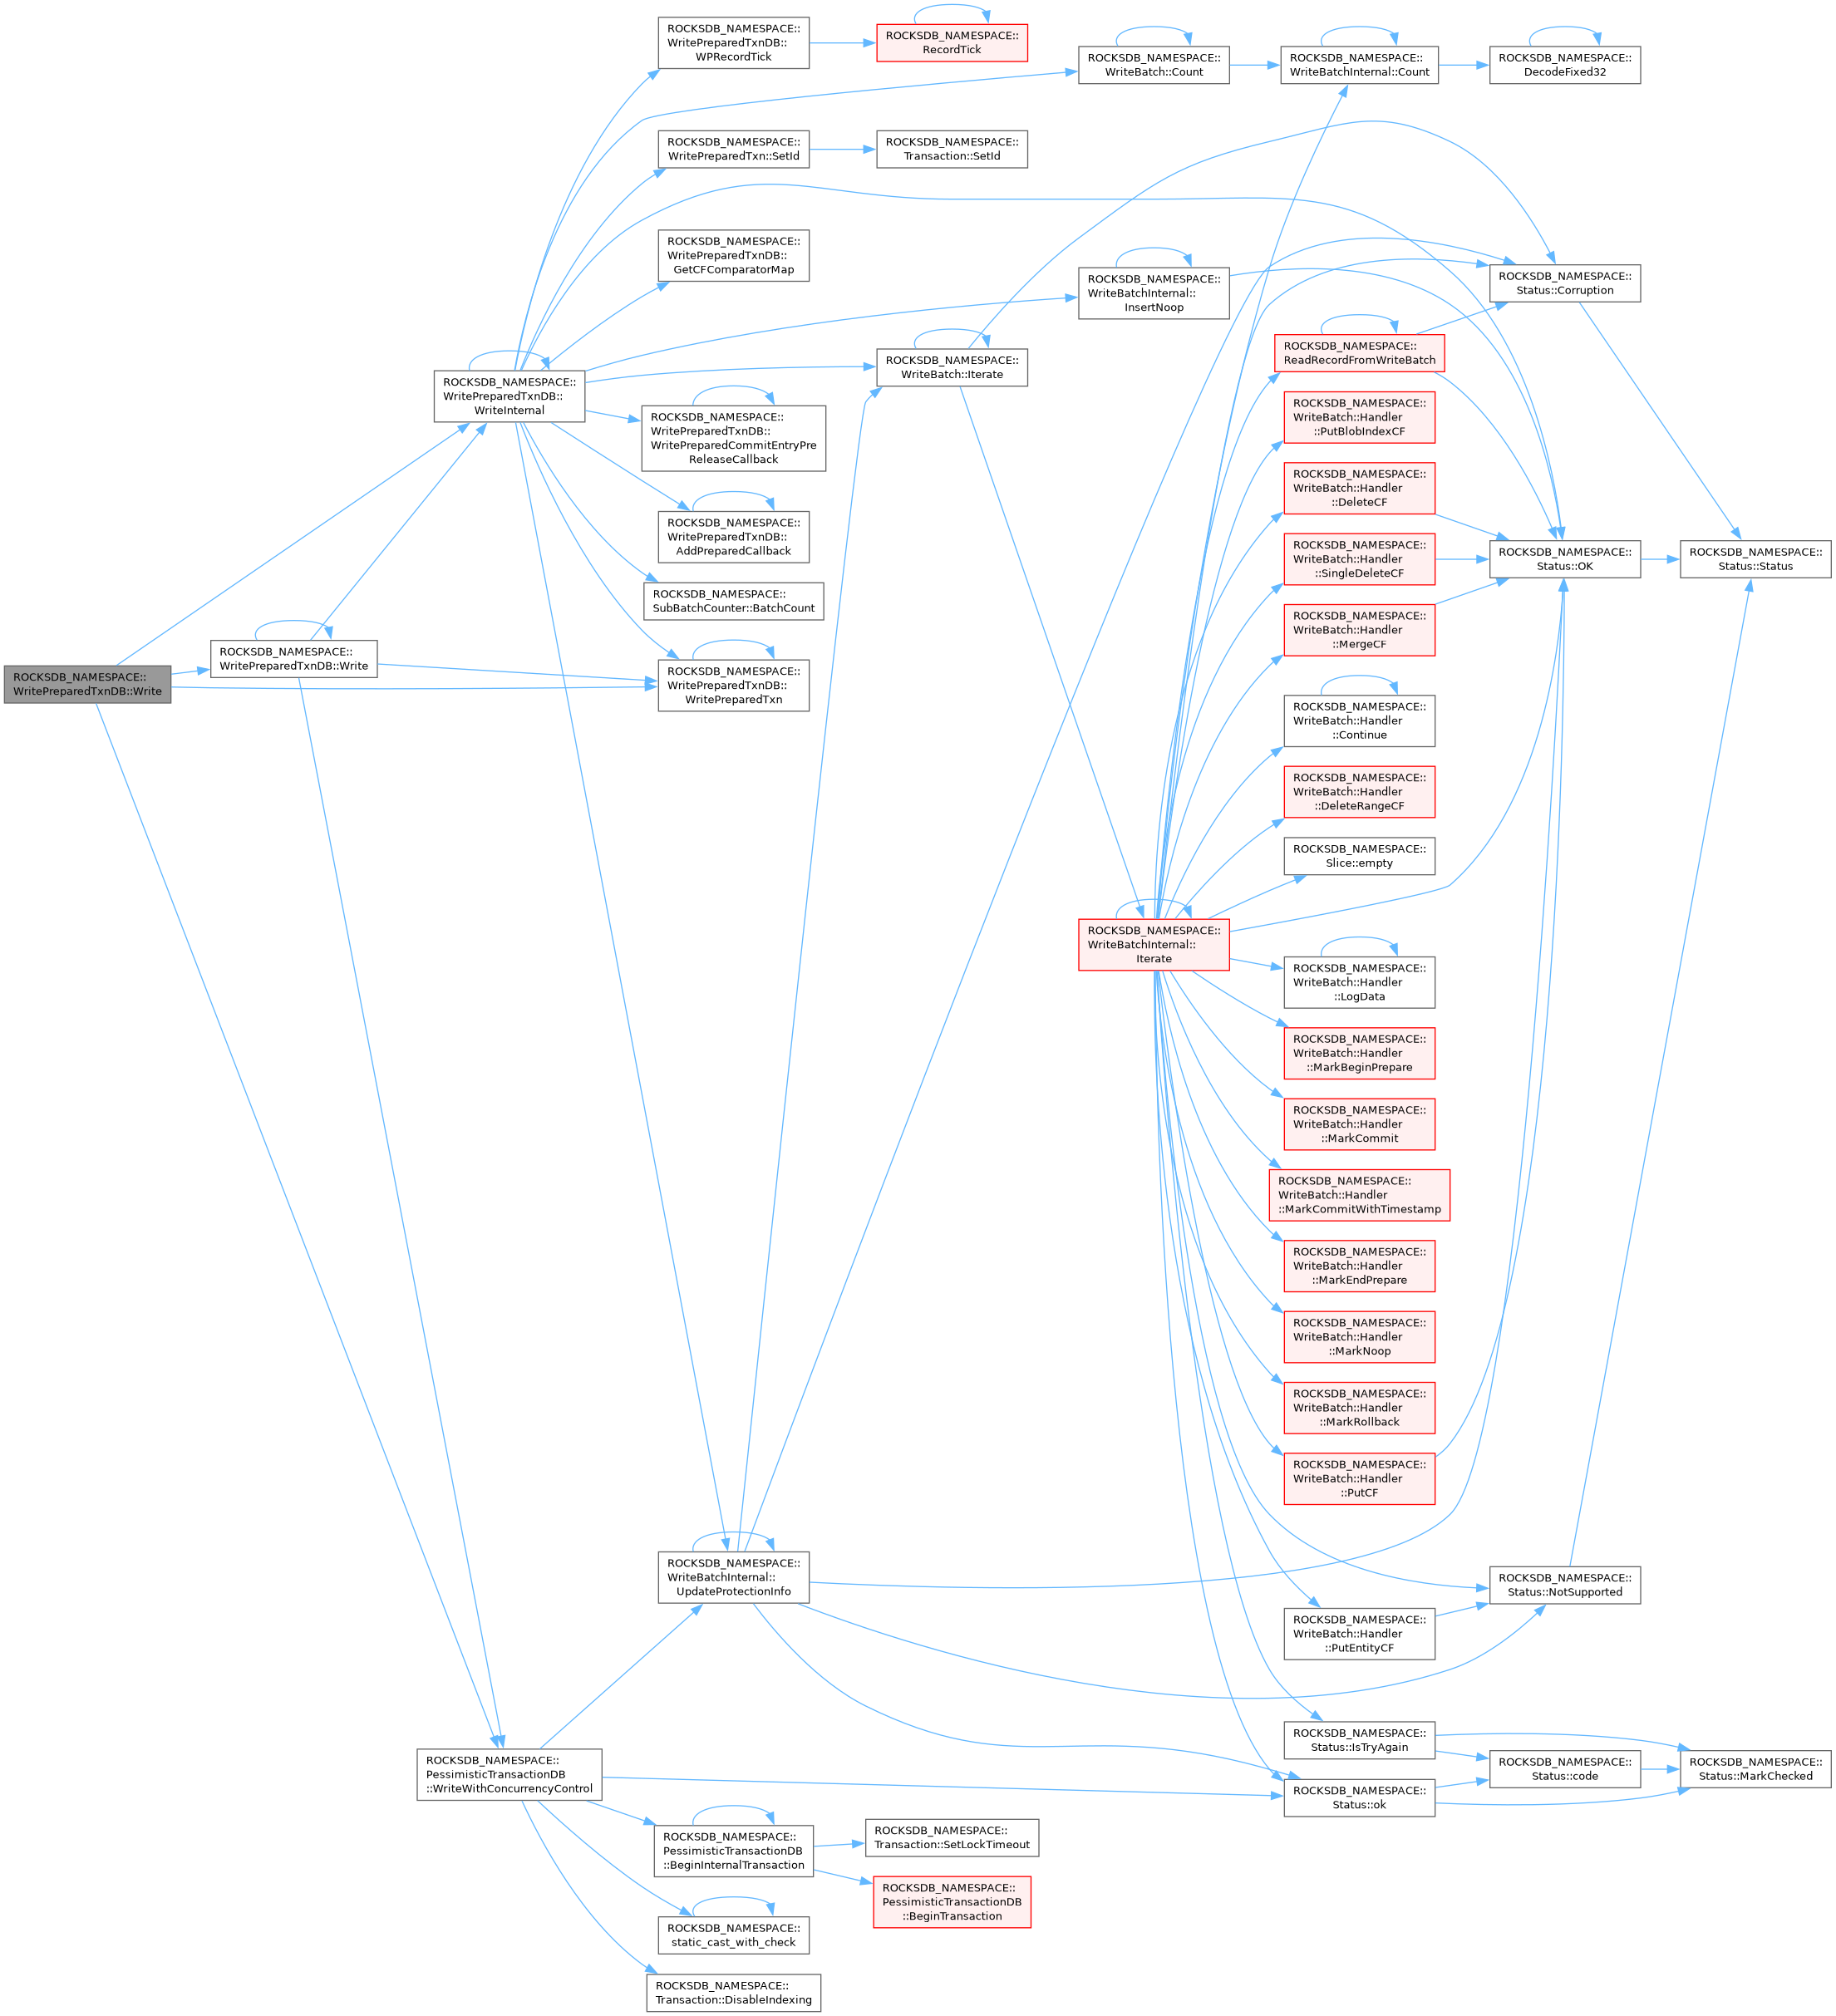 ROCKSDB_NAMESPACE::
WritePreparedTxnDB::Write
ROCKSDB_NAMESPACE::
WritePreparedTxnDB::Write
ROCKSDB_NAMESPACE::
WritePreparedTxnDB::
WriteInternal
ROCKSDB_NAMESPACE::
PessimisticTransactionDB
::WriteWithConcurrencyControl
ROCKSDB_NAMESPACE::
WritePreparedTxnDB::
WPRecordTick
ROCKSDB_NAMESPACE::
WritePreparedTxn::SetId
ROCKSDB_NAMESPACE::
WritePreparedTxnDB::
GetCFComparatorMap
ROCKSDB_NAMESPACE::
WritePreparedTxnDB::
WritePreparedCommitEntryPre
ReleaseCallback
ROCKSDB_NAMESPACE::
WritePreparedTxnDB::
AddPreparedCallback
ROCKSDB_NAMESPACE::
SubBatchCounter::BatchCount
ROCKSDB_NAMESPACE::
WritePreparedTxnDB::
WritePreparedTxn
ROCKSDB_NAMESPACE::
WriteBatchInternal::
UpdateProtectionInfo
ROCKSDB_NAMESPACE::
PessimisticTransactionDB
::BeginInternalTransaction
ROCKSDB_NAMESPACE::
static_cast_with_check
ROCKSDB_NAMESPACE::
Transaction::DisableIndexing
ROCKSDB_NAMESPACE::
RecordTick
ROCKSDB_NAMESPACE::
Transaction::SetId
ROCKSDB_NAMESPACE::
WriteBatch::Iterate
ROCKSDB_NAMESPACE::
Transaction::SetLockTimeout
ROCKSDB_NAMESPACE::
PessimisticTransactionDB
::BeginTransaction
ROCKSDB_NAMESPACE::
WriteBatch::Count
ROCKSDB_NAMESPACE::
WriteBatchInternal::
InsertNoop
ROCKSDB_NAMESPACE::
WriteBatchInternal::
Iterate
ROCKSDB_NAMESPACE::
WriteBatchInternal::Count
ROCKSDB_NAMESPACE::
ReadRecordFromWriteBatch
ROCKSDB_NAMESPACE::
WriteBatch::Handler
::PutBlobIndexCF
ROCKSDB_NAMESPACE::
WriteBatch::Handler
::DeleteCF
ROCKSDB_NAMESPACE::
WriteBatch::Handler
::SingleDeleteCF
ROCKSDB_NAMESPACE::
WriteBatch::Handler
::MergeCF
ROCKSDB_NAMESPACE::
WriteBatch::Handler
::Continue
ROCKSDB_NAMESPACE::
WriteBatch::Handler
::DeleteRangeCF
ROCKSDB_NAMESPACE::
Slice::empty
ROCKSDB_NAMESPACE::
WriteBatch::Handler
::LogData
ROCKSDB_NAMESPACE::
WriteBatch::Handler
::MarkBeginPrepare
ROCKSDB_NAMESPACE::
WriteBatch::Handler
::MarkCommit
ROCKSDB_NAMESPACE::
WriteBatch::Handler
::MarkCommitWithTimestamp
ROCKSDB_NAMESPACE::
WriteBatch::Handler
::MarkEndPrepare
ROCKSDB_NAMESPACE::
WriteBatch::Handler
::MarkNoop
ROCKSDB_NAMESPACE::
WriteBatch::Handler
::MarkRollback
ROCKSDB_NAMESPACE::
WriteBatch::Handler
::PutCF
ROCKSDB_NAMESPACE::
WriteBatch::Handler
::PutEntityCF
ROCKSDB_NAMESPACE::
Status::IsTryAgain
ROCKSDB_NAMESPACE::
Status::ok
ROCKSDB_NAMESPACE::
DecodeFixed32
ROCKSDB_NAMESPACE::
Status::Corruption
ROCKSDB_NAMESPACE::
Status::OK
ROCKSDB_NAMESPACE::
Status::NotSupported
ROCKSDB_NAMESPACE::
Status::code
ROCKSDB_NAMESPACE::
Status::Status
ROCKSDB_NAMESPACE::
Status::MarkChecked